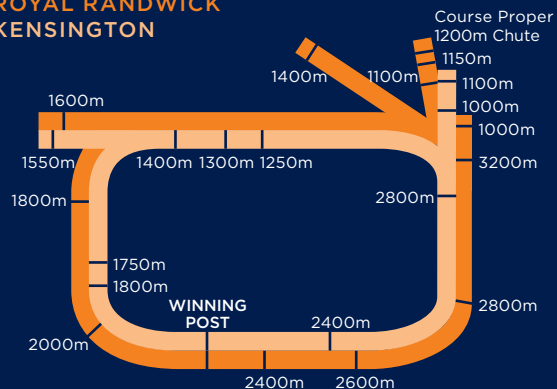 ROYAL RANDWICK
KENSINGTON
Course Proper
1200m Chute
1150m
1400m
1100m
1100m
1000m
1600m
1000m
1550m
1400m
1300m
1250m
3200m
1800m
2800m
1750m
1800m
WINNING
POST
2800m
2400m
2000m
2400m
2600m